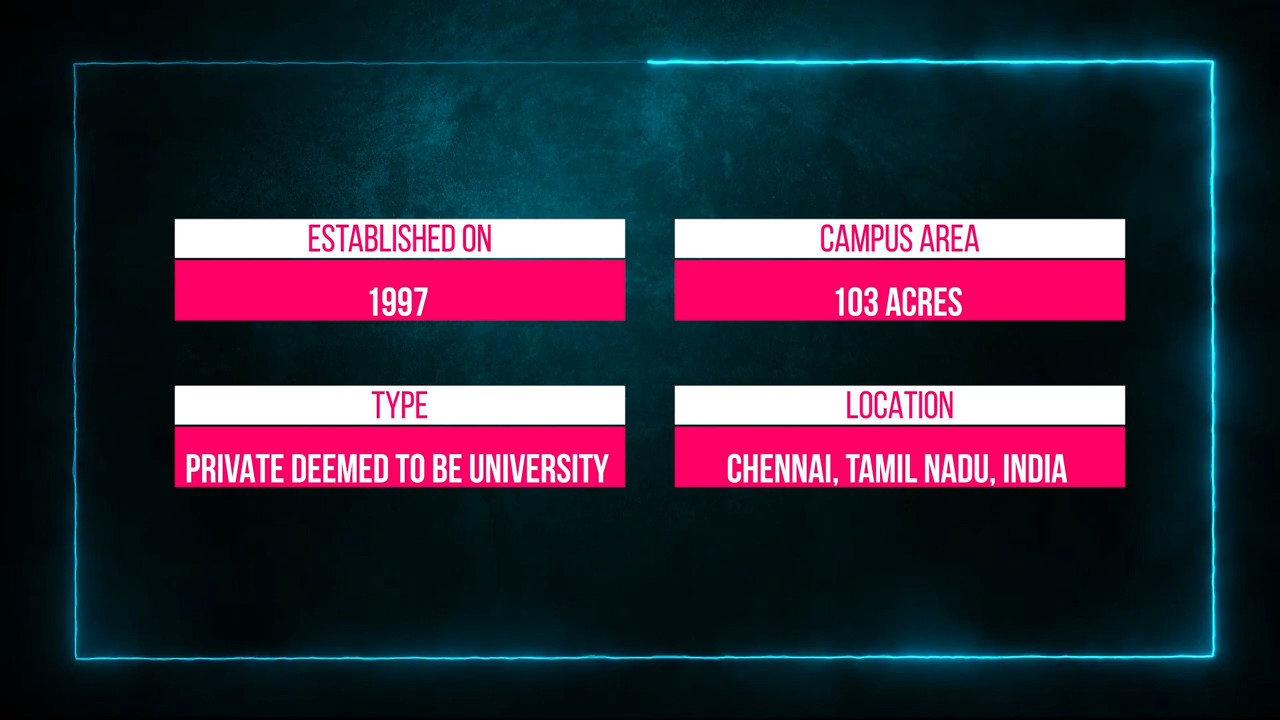 ESTABLISHED ON
1997
CAMPUS AREA
103 ACRES
TYPE
PRIVATE DEEMED TO BE UNIVERSITY
LOCATION
CHENNAI, TAMIL NADU, INDIA